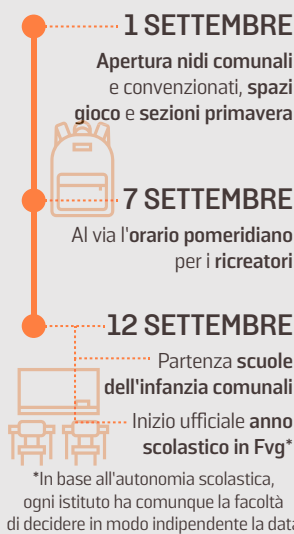 1 SETTEMBRE
Apertura nidi comunali
e convenzionati, spazi
gioco e sezioni primavera
7 SETTEMBRE
Al via l'orario pomeridiano
per i ricreatori
12 SETTEMBRE
Partenza scuole
dell'infanzia comunali
Inizio ufficiale anno
scolastico in Fvg*
*In base all'autonomia scolastica,
ogni istituto ha comunque la facoltà
di decidere in modo indipendente la data